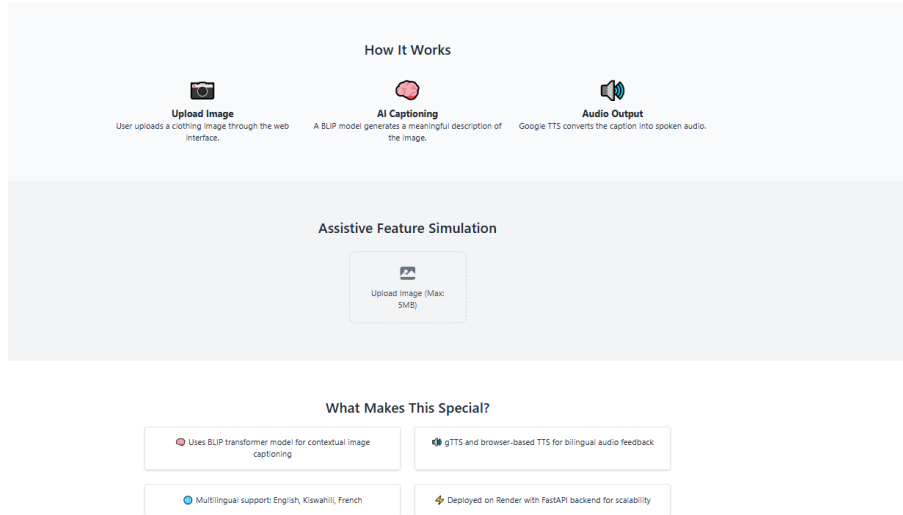 How It Works
Upload Image
User uploads a clothing image through the web
interface.
AI Captioning
A BLIP model generates a meaningful description of
the image.
Audio Output
Google TTS converts the caption into spoken audio.
Assistive Feature Simulation
Upload Image (Max:
5MB)
What Makes This Special?
Uses BLIP transformer model for contextual image
captioning
gTTS and browser-based TTS for bilingual audio feedback
Multilingual support: English, Kiswahili, French
Deployed on Render with FastAPI backend for scalability